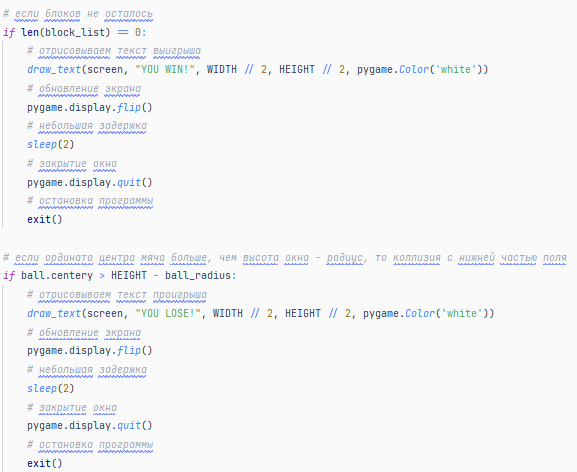 # если блоков не осталось
if len(block_list) == 0:
# отрисовываем текст выигрыша
draw_text(screen, "YOU WIN!", WIDTH // 2, HEIGHT // 2, pygame.Color('white'))
# обновление экрана
pygame.display.flip()
# небольшая задержка
sleep(2)
# закрытие окна
pygame.display.quit()
# остановка программы
exit()
# если ордината центра мяча больше, чем высота окна - радиус, то коллизия с нижней частью поля
if ball.centery > HEIGHT - ball_radius:
# отрисовываем текст проигрыша
draw_text(screen, "YOU LOSE!", WIDTH // 2, HEIGHT // 2, pygame.Color('white'))
# обновление экрана
pygame.display.flip()
# небольшая задержка
sleep(2)
# закрытие окна
pygame.display.quit()
# остановка программы
exit()